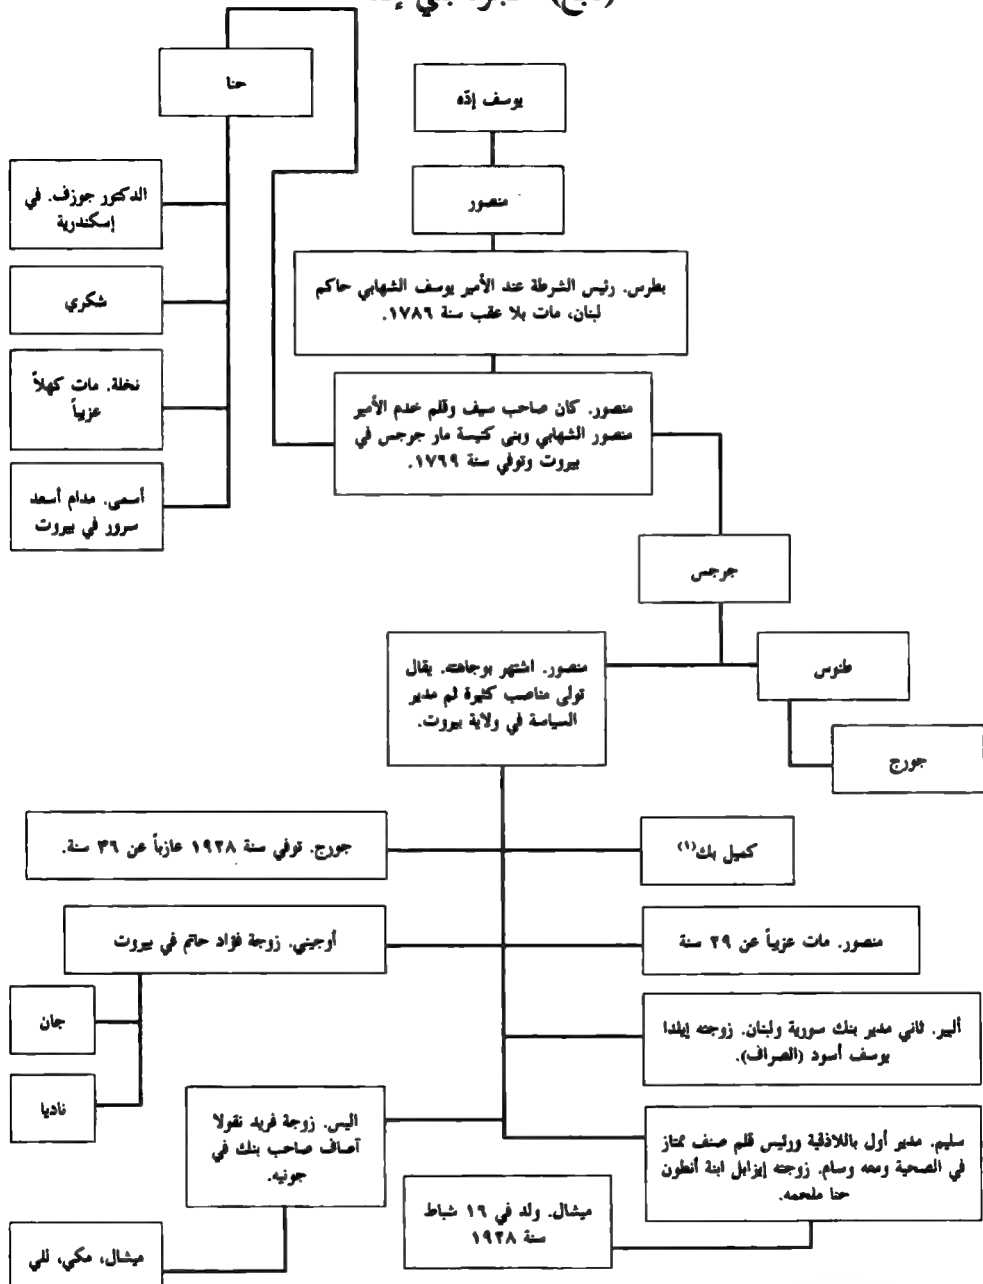 (تابع)
حنا
يوسف إدّه
الدكتور جوزف. في
إسكندرية
منصور
بطرس. رئيس الشرطة عند الأمير يوسف الشهابي حاكم
لبنان، مات بلا عقب سنة ١٧٨٦.
شكري
نخلة. مات كهلاً
عزيباً
منصور. كان صاحب سيف وقلم خدم الأمير
منصور الشهابي وبنى كنيسة مار جرجس في
بيروت وتوفي سنة ١٧٦٩.
أسمى. مدام أسعد
سرور في بيروت
جرجس
منصور. اشتهر بوجاهته. يقال
تولى مناصب كثيرة ثم مدير
السياسة في ولاية بيروت.
طنوس
جورج
جورج. توفي سنة ١٩٢٨ عازباً عن ٣٦ سنة.
كميل بك(١)
أوجيني. زوجة فؤاد حاتم في بيروت
منصور. مات عزيباً عن ٢٩ سنة
جان
ناديا
ألبير. ثاني مدير بنك سورية ولبنان. زوجته إيلدا
يوسف أسود (الصراف).
اليس. زوجة فريد نقولا
آصاف صاحب بنك في
جونيه.
سليم. مدير أول باللاذقية ورئيس قلم صنف ممتاز
في الصحية ومعه وسام. زوجته إيزابل ابنة أنطون
حنا ملحمه.
ميشال. ولد في ١٦ شباط
سنة ١٩٢٨
ميشال، مكي، للي